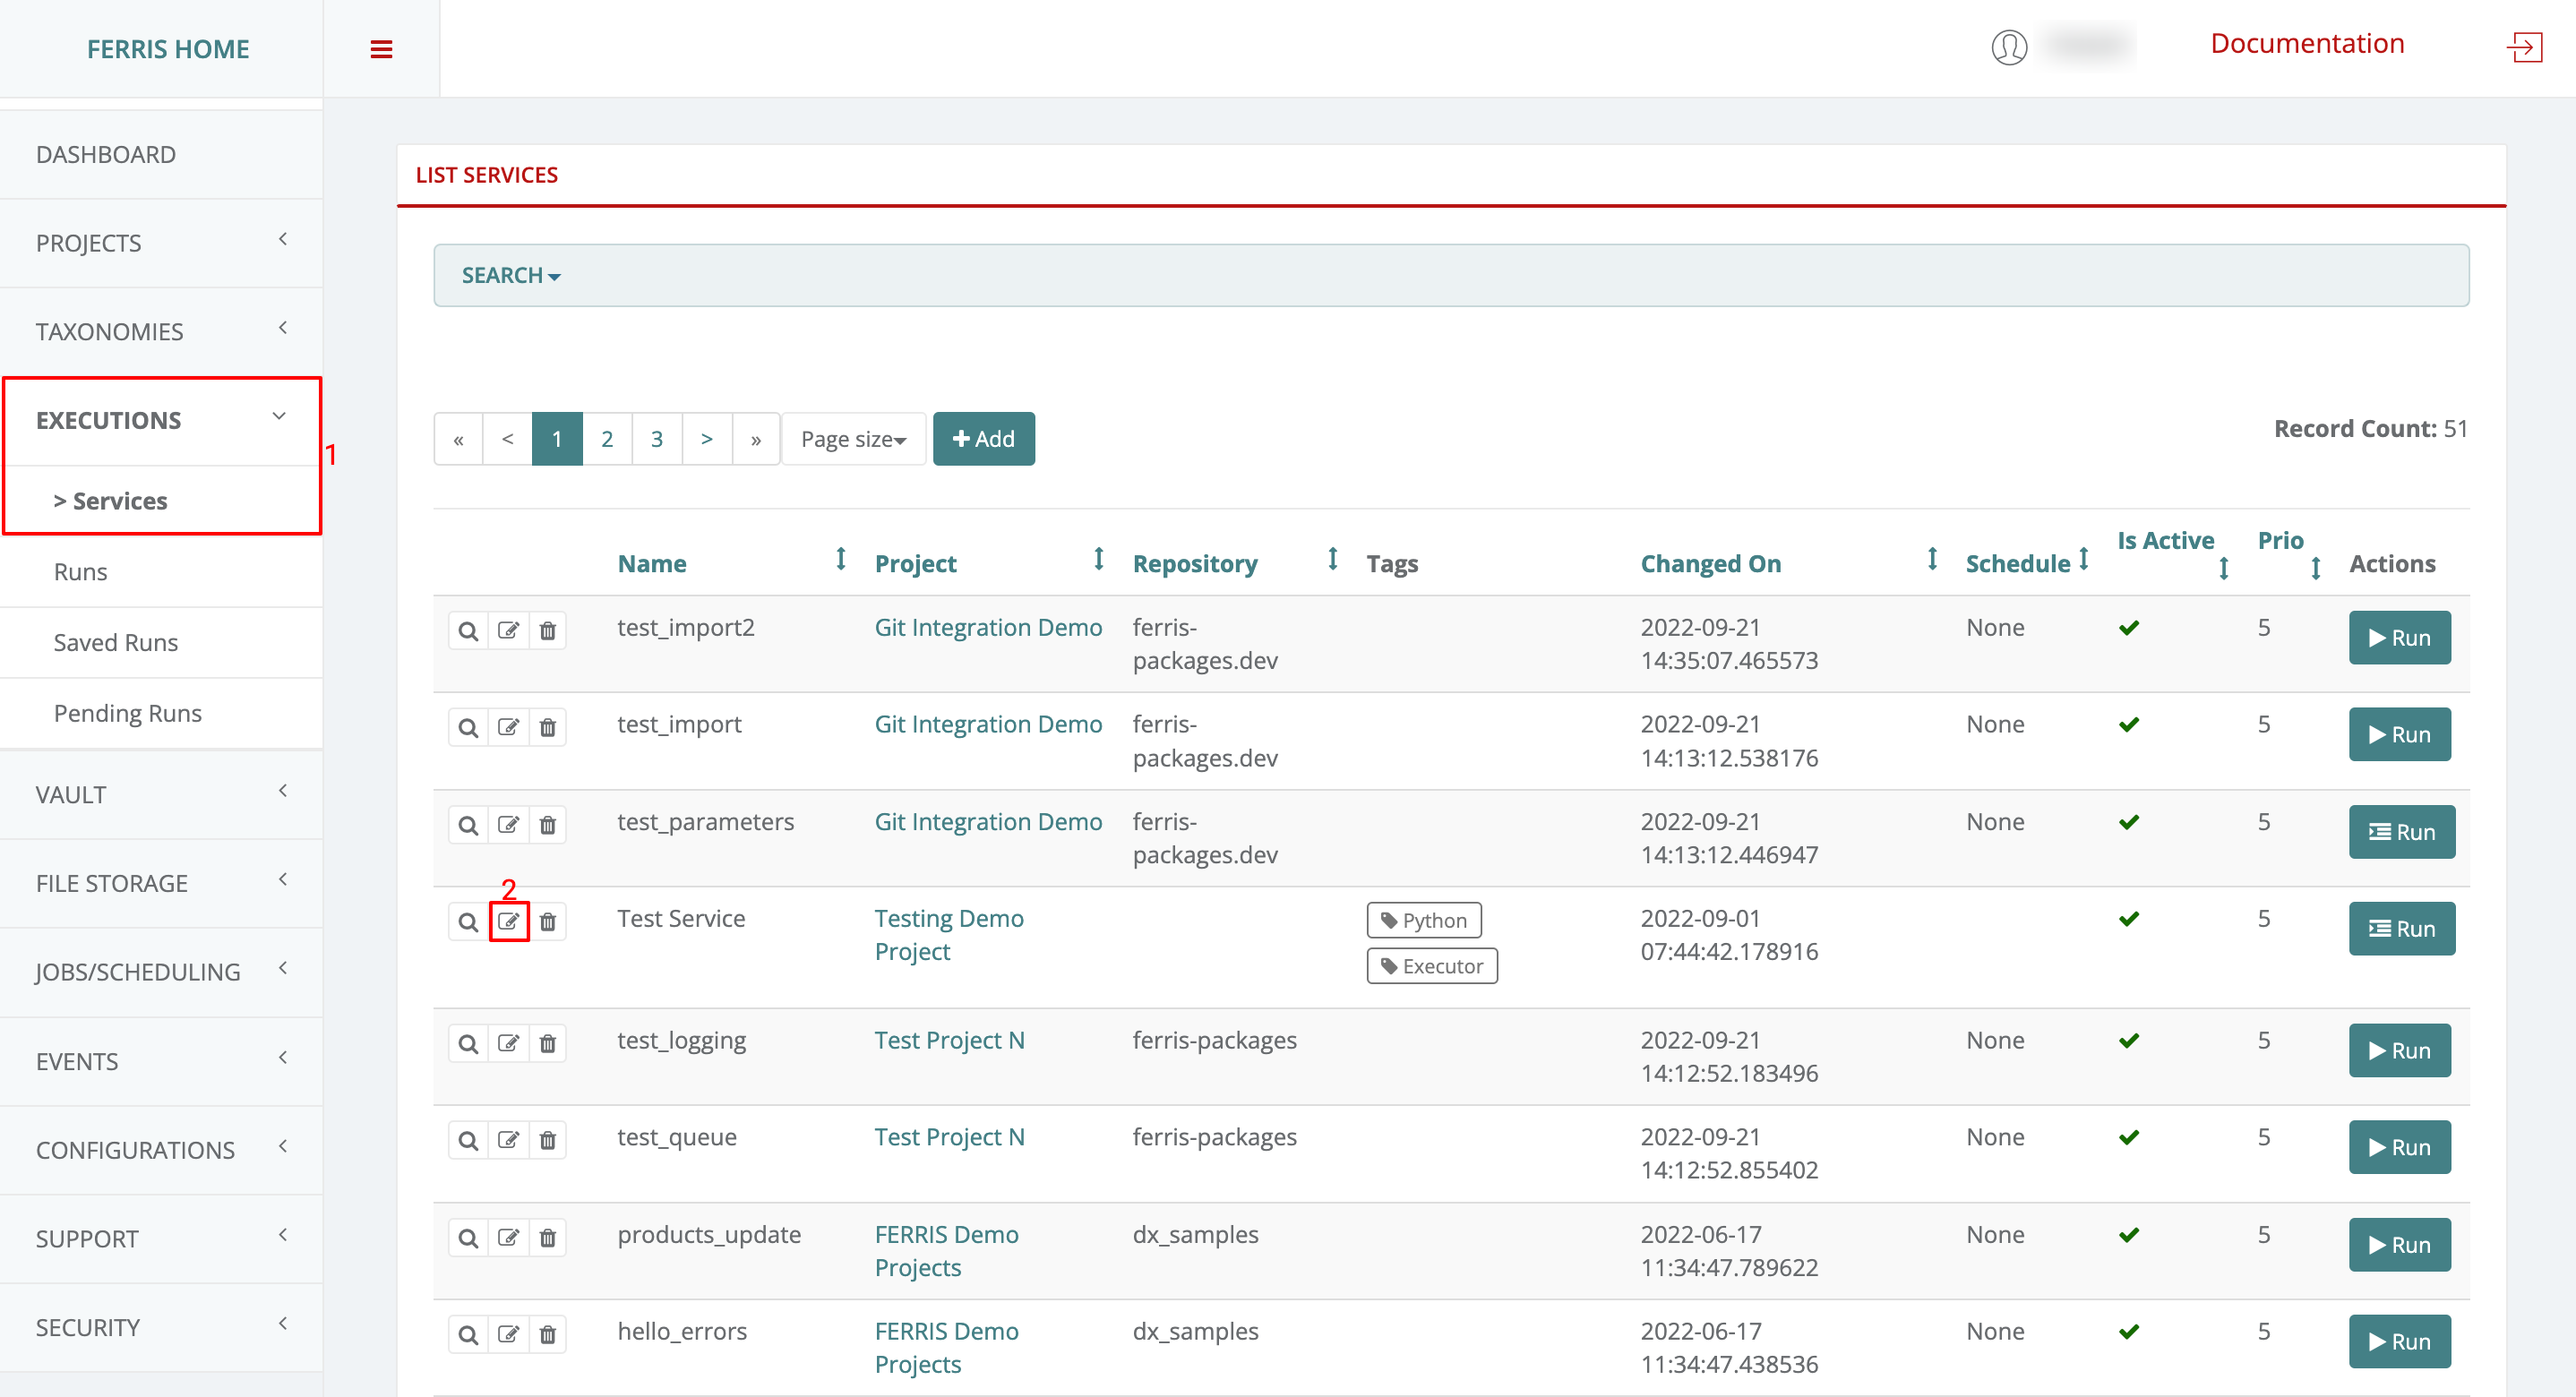 FERRIS HOME
Documentation
DASHBOARD
PROJECTS
TAXONOMIES
EXECUTIONS
1
> Services
Runs
Saved Runs
Pending Runs
VAULT
FILE STORAGE
JOBS/SCHEDULING
EVENTS
CONFIGURATIONS
SUPPORT
SECURITY
LIST SERVICES
SEARCH
« < 1 2 3 > » Page size + Add
Record Count: 51
Name Project Repository Tags Changed On Schedule Is Active Prio Actions
test_import2 Git Integration Demo ferris- 2022-09-21 None 5 Run
packages.dev 14:35:07.465573
test_import Git Integration Demo ferris- 2022-09-21 None 5 Run
packages.dev 14:13:12.538176
test_parameters Git Integration Demo ferris- 2022-09-21 None 5 Run
packages.dev 14:13:12.446947
2
Test Service Testing Demo Python 2022-09-01 5 Run
Project Executor 07:44:42.178916
test_logging Test Project N ferris-packages 2022-09-21 None 5 Run
14:12:52.183496
test_queue Test Project N ferris-packages 2022-09-21 None 5 Run
14:12:52.855402
products_update FERRIS Demo dx_samples 2022-06-17 None 5 Run
Projects 11:34:47.789622
hello_errors FERRIS Demo dx_samples 2022-06-17 None 5 Run
Projects 11:34:47.438536